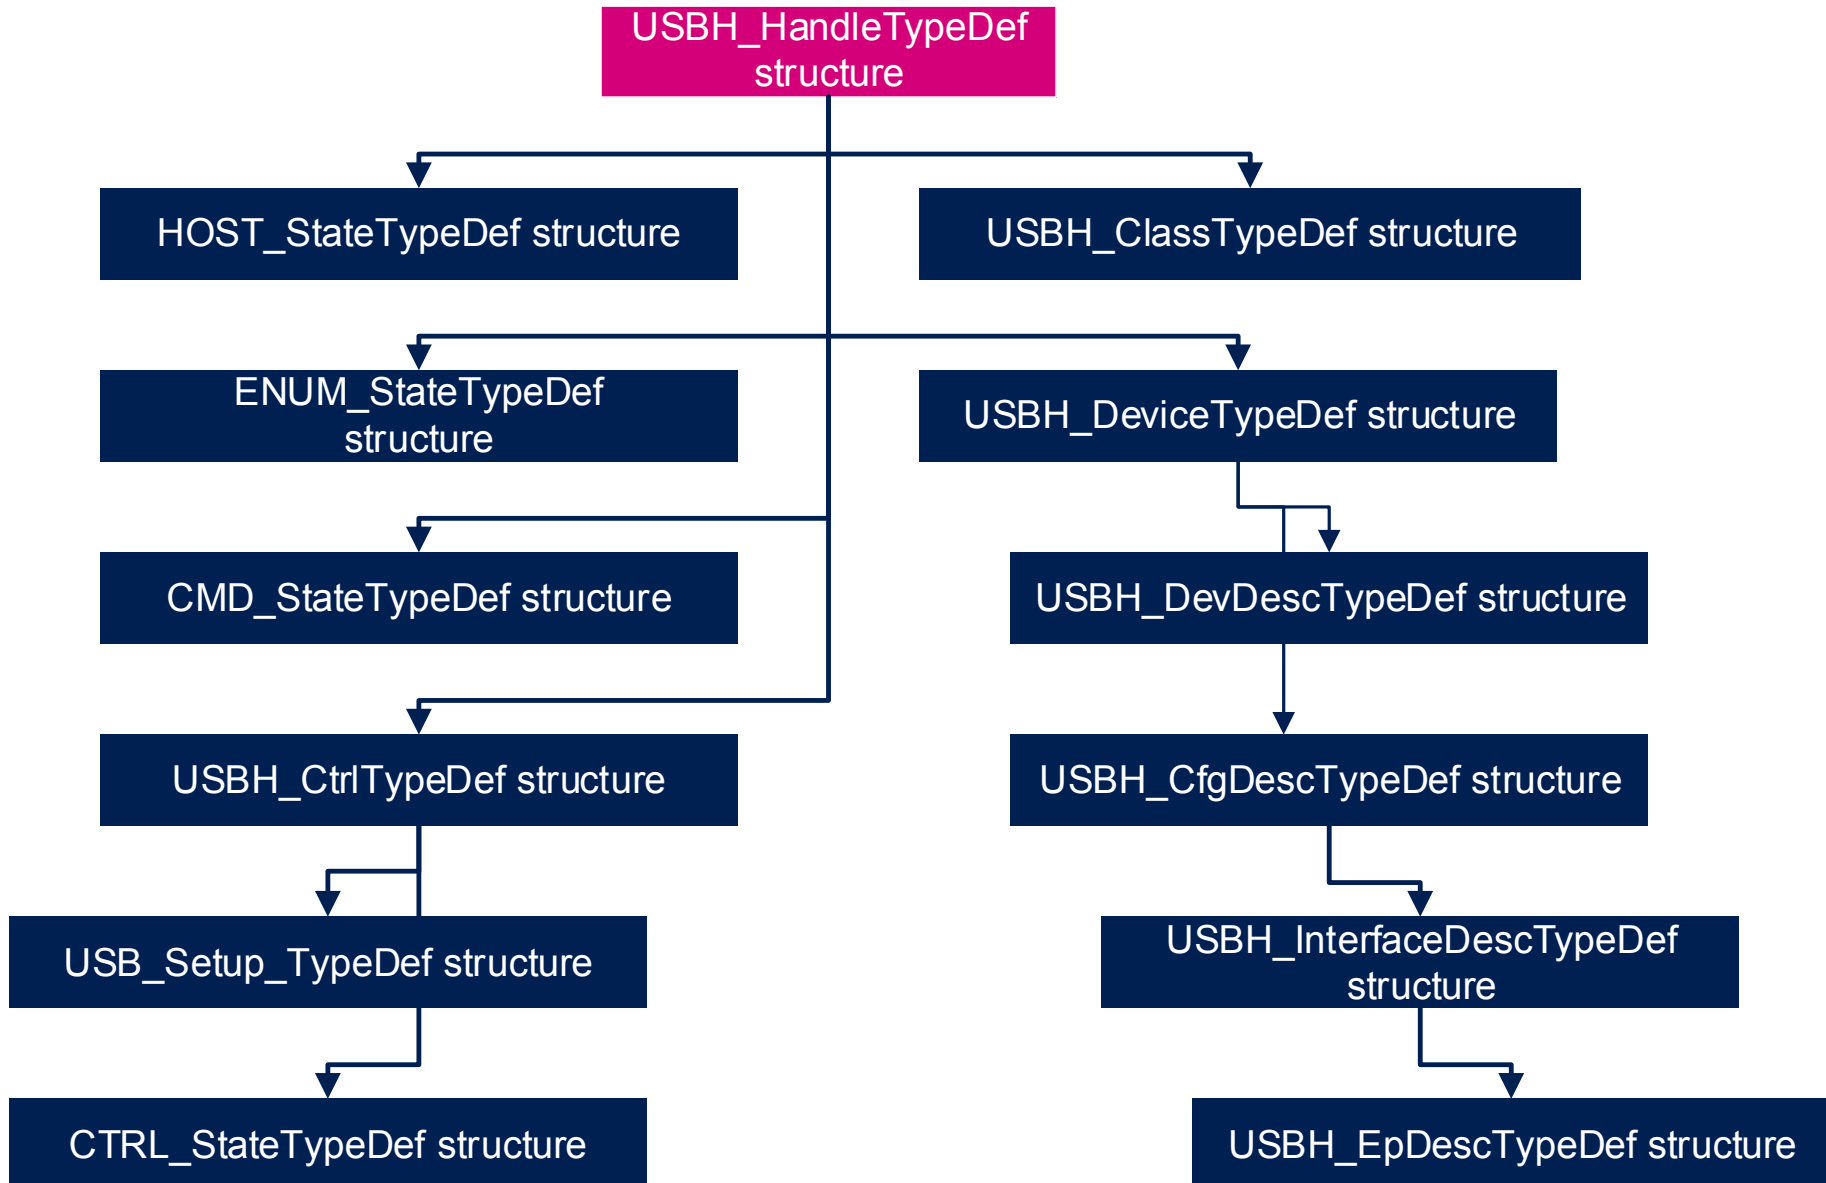 USBH_HandleTypeDef
structure
HOST_StateTypeDef structure
USBH_ClassTypeDef structure
ENUM_StateTypeDef
structure
USBH_DeviceTypeDef structure
CMD_StateTypeDef structure
USBH_DevDescTypeDef structure
USBH_CtrlTypeDef structure
USBH_CfgDescTypeDef structure
USB_Setup_TypeDef structure
USBH_InterfaceDescTypeDef
structure
CTRL_StateTypeDef structure
USBH_EpDescTypeDef structure